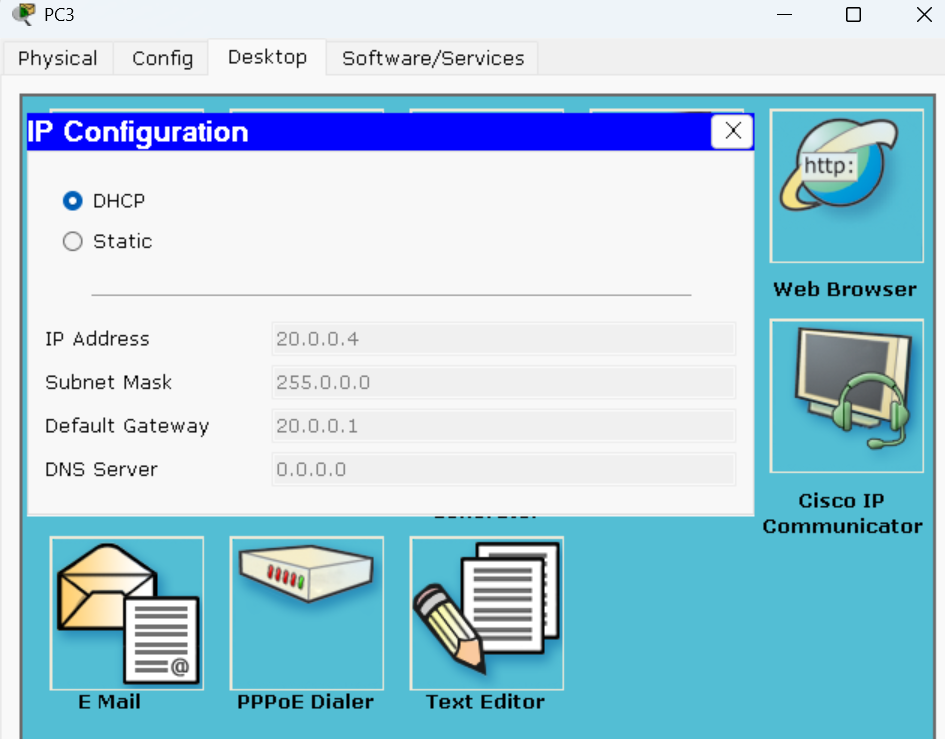 PC3
Physical Config Desktop Software/Services
IP Configuration
DHCP
Static
IP Address 20.0.0.4
Subnet Mask 255.0.0.0
Default Gateway 20.0.0.1
DNS Server 0.0.0.0
http:
Web Browser
Cisco IP
Communicator
@
E Mail
PPPoE Dialer
Text Editor